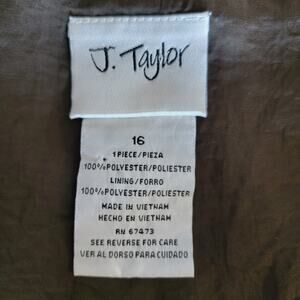 J. Taylor
16
1 PIECE/PIEZA
100% POLYESTER/POLIESTER
LINING/FORRO
100% POLYESTER/POLIESTER
MADE IN VIETNAM
HECHO EN VIETNAM
RN 67473
SEE REVERSE FOR CARE
VER AL DORSO PARA CUIDADO